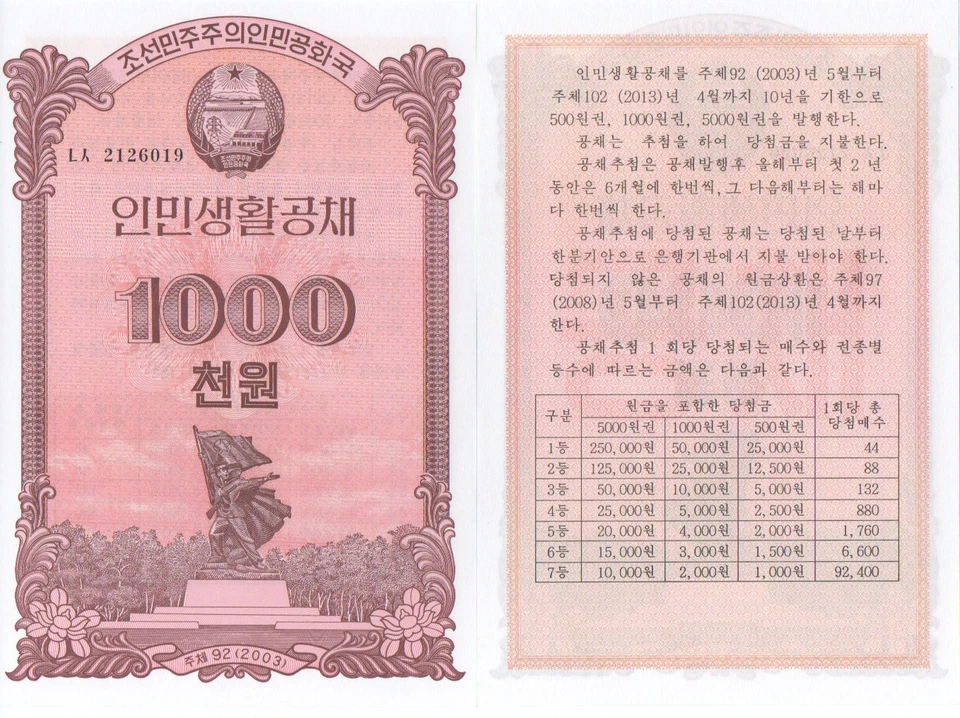 조선민주주의인민공화국
조선민주주의
인민공화국
Lㅅ 2126019
인민생활공채
1000
천원
주체 92 (2003)
인민생활공채를 주체92 (2003)년 5월부터
주체102 (2013)년 4월까지 10년을 기한으로
500원권, 1000원권, 5000원권을 발행한다.
공채는 추첨을 하여 당첨금을 지불한다.
공채추첨은 공채발행후 올해부터 첫 2 년
동안은 6개월에 한번씩, 그 다음해부터는 해마
다 한번씩 한다.
공채추첨에 당첨된 공채는 당첨된 날부터
한분기안으로 은행기관에서 지불 받아야 한다.
당첨되지 않은 공채의 원금상환은 주체97
(2008)년 5월부터 주체102(2013)년 4월까지
한다.
공채추첨 1 회당 당첨되는 매수와 권종별
등수에 따르는 금액은 다음과 같다.
구분 원금을 포함한 당첨금 1회당 총
당첨매수
5000원권 1000원권 500원권
1등 250,000원 50,000원 25,000원 44
2등 125,000원 25,000원 12,500원 88
3등 50,000원 10,000원 5,000원 132
4등 25,000원 5,000원 2,500원 880
5등 20,000원 4,000원 2,000원 1,760
6등 15,000원 3,000원 1,500원 6,600
7등 10,000원 2,000원 1,000원 92,400